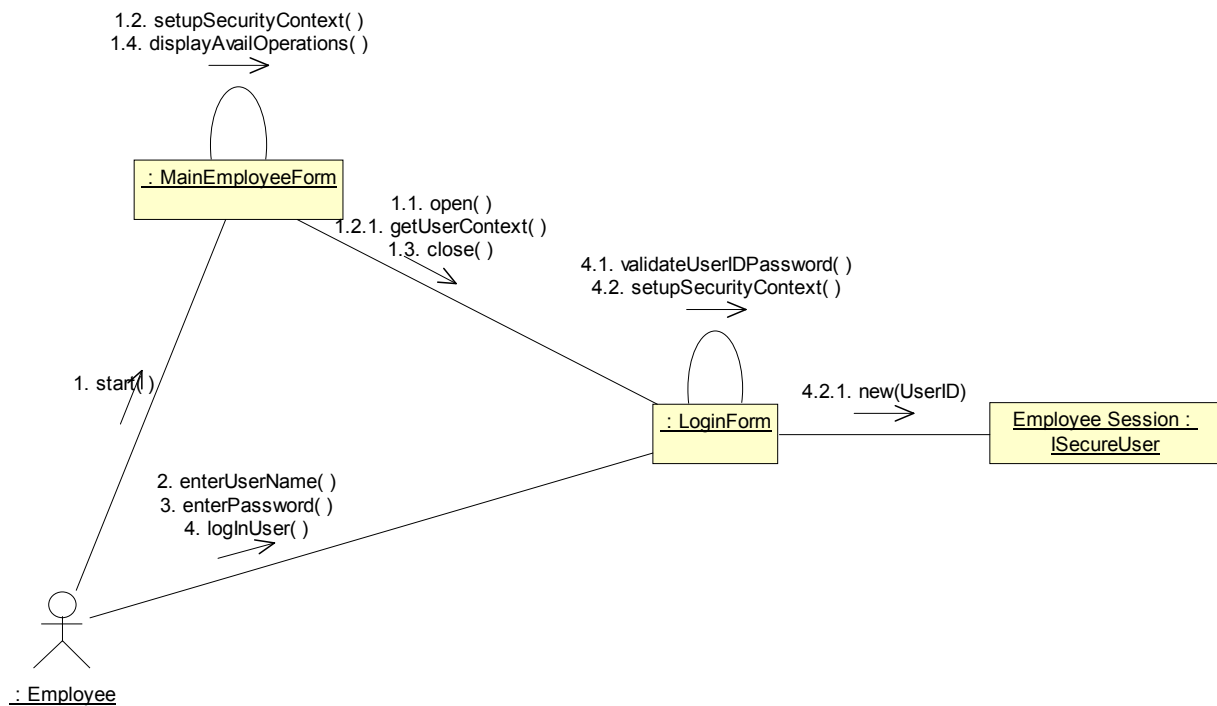 1.2. setupSecurityContext( )
1.4. displayAvailOperations( )
: MainEmployeeForm
1.1. open( )
1.2.1. getUserContext( )
1.3. close( )
4.1. validateUserIDPassword( )
4.2. setupSecurityContext( )
1. start( )
4.2.1. new(UserID)
: LoginForm
Employee Session :
ISecureUser
2. enterUserName( )
3. enterPassword( )
4. logInUser( )
: Employee